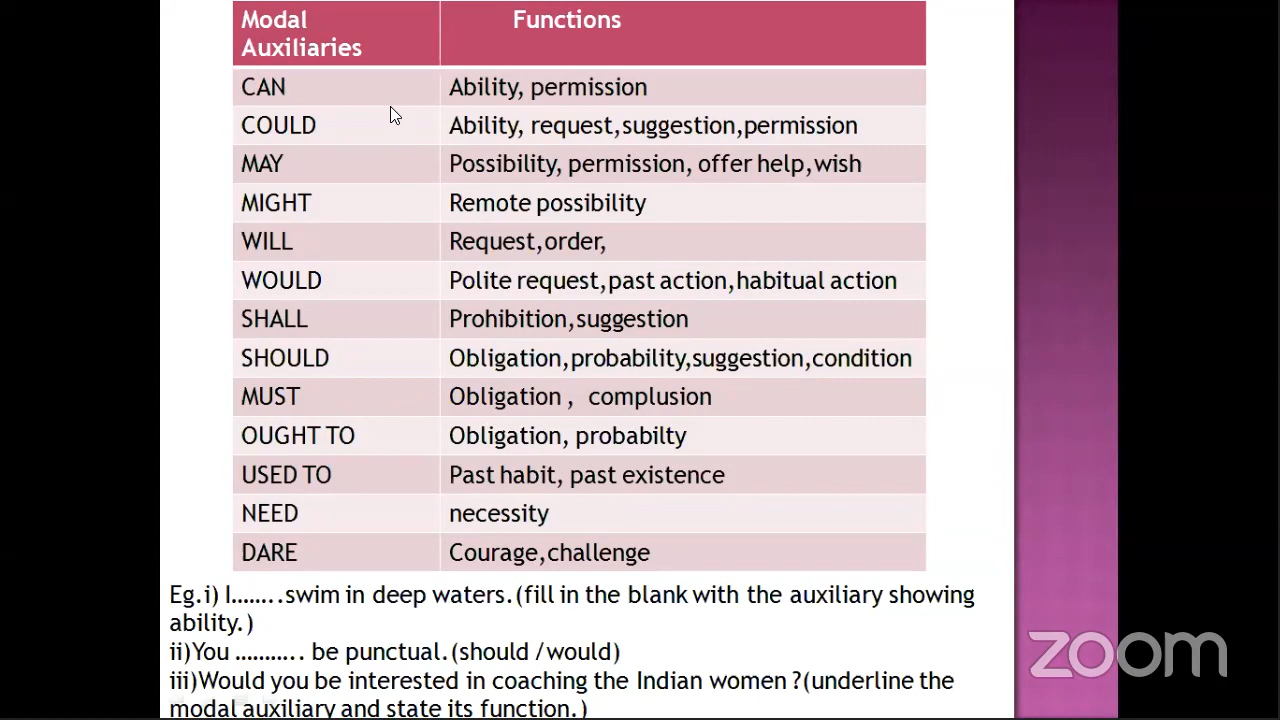 Modal Auxiliaries Functions
CAN Ability, permission
COULD Ability, request,suggestion,permission
MAY Possibility, permission, offer help,wish
MIGHT Remote possibility
WILL Request,order,
WOULD Polite request,past action,habitual action
SHALL Prohibition,suggestion
SHOULD Obligation,probability,suggestion,condition
MUST Obligation , complusion
OUGHT TO Obligation, probabilty
USED TO Past habit, past existence
NEED necessity
DARE Courage,challenge
Eg.i) I……..swim in deep waters.(fill in the blank with the auxiliary showing
ability.)
ii)You ……….. be punctual.(should /would)
iii)Would you be interested in coaching the Indian women ?(underline the
modal auxiliary and state its function.)
zoom